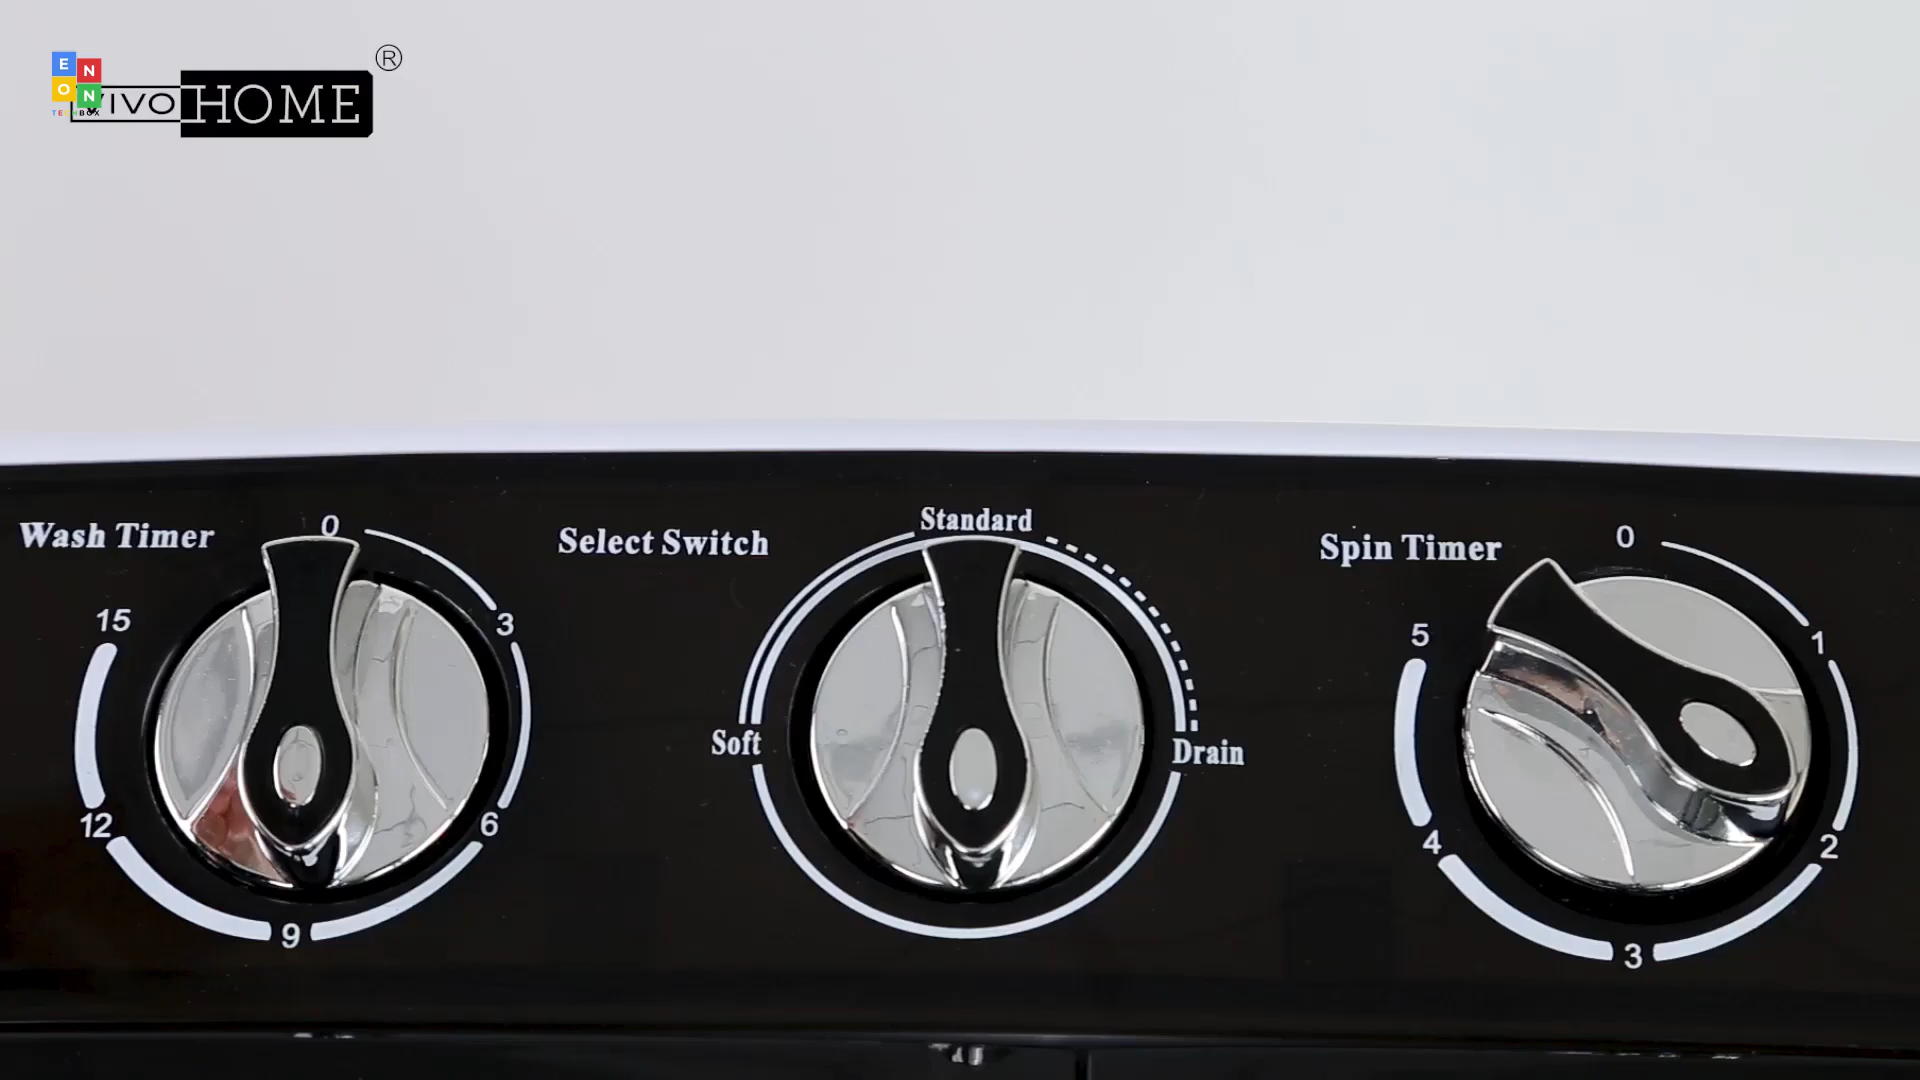 E N
O N
TECHBOX
VIVO HOME ®
Wash Timer
0
3
6
9
12
15
Select Switch
Standard
Soft
Drain
Spin Timer
0
1
2
3
4
5